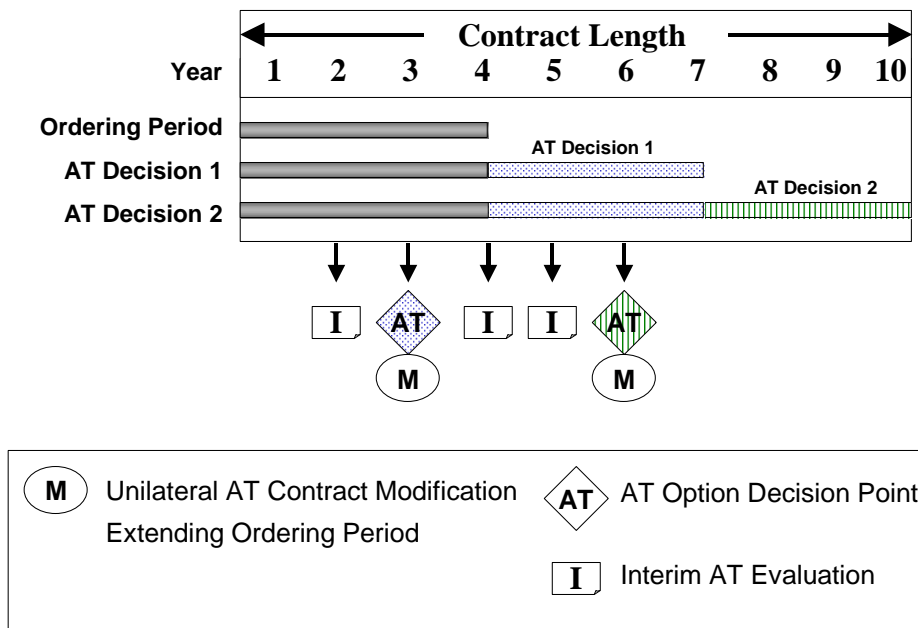 Contract Length
Year 1 2 3 4 5 6 7 8 9 10
Ordering Period
AT Decision 1
AT Decision 1
AT Decision 2
AT Decision 2
I AT I I AT
M M
M Unilateral AT Contract Modification
Extending Ordering Period
AT AT Option Decision Point
I Interim AT Evaluation